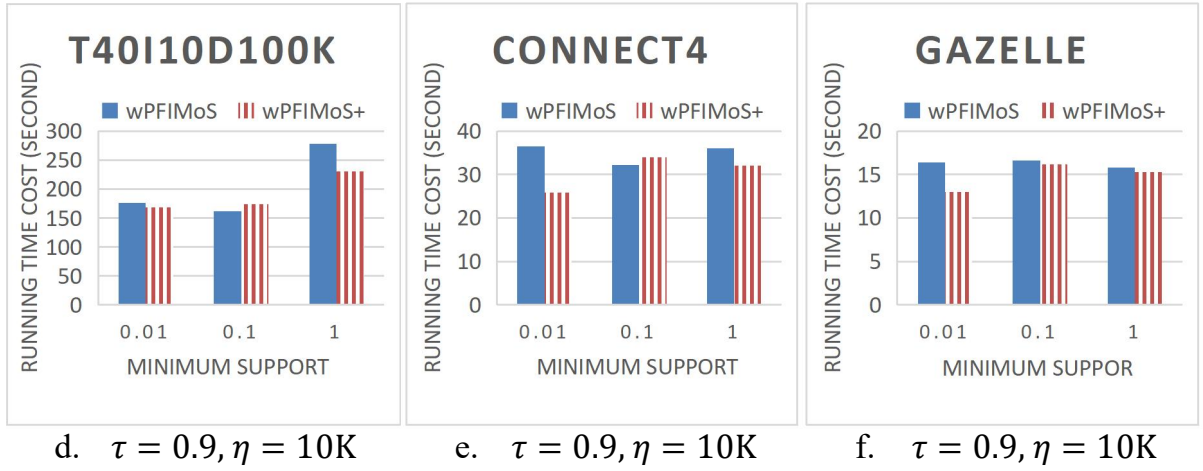 T40I10D100K
wPFIMoS wPFIMoS+
RUNNING TIME COST (SECOND)
300
250
200
150
100
50
0
0.01 0.1 1
MINIMUM SUPPORT
d. τ = 0.9, η = 10K
CONNECT4
wPFIMoS wPFIMoS+
RUNNING TIME COST (SECOND)
40
30
20
10
0
0.01 0.1 1
MINIMUM SUPPORT
e. τ = 0.9, η = 10K
GAZELLE
wPFIMoS wPFIMoS+
RUNNING TIME COST (SECOND)
20
15
10
5
0
0.01 0.1 1
MINIMUM SUPPOR
f. τ = 0.9, η = 10K